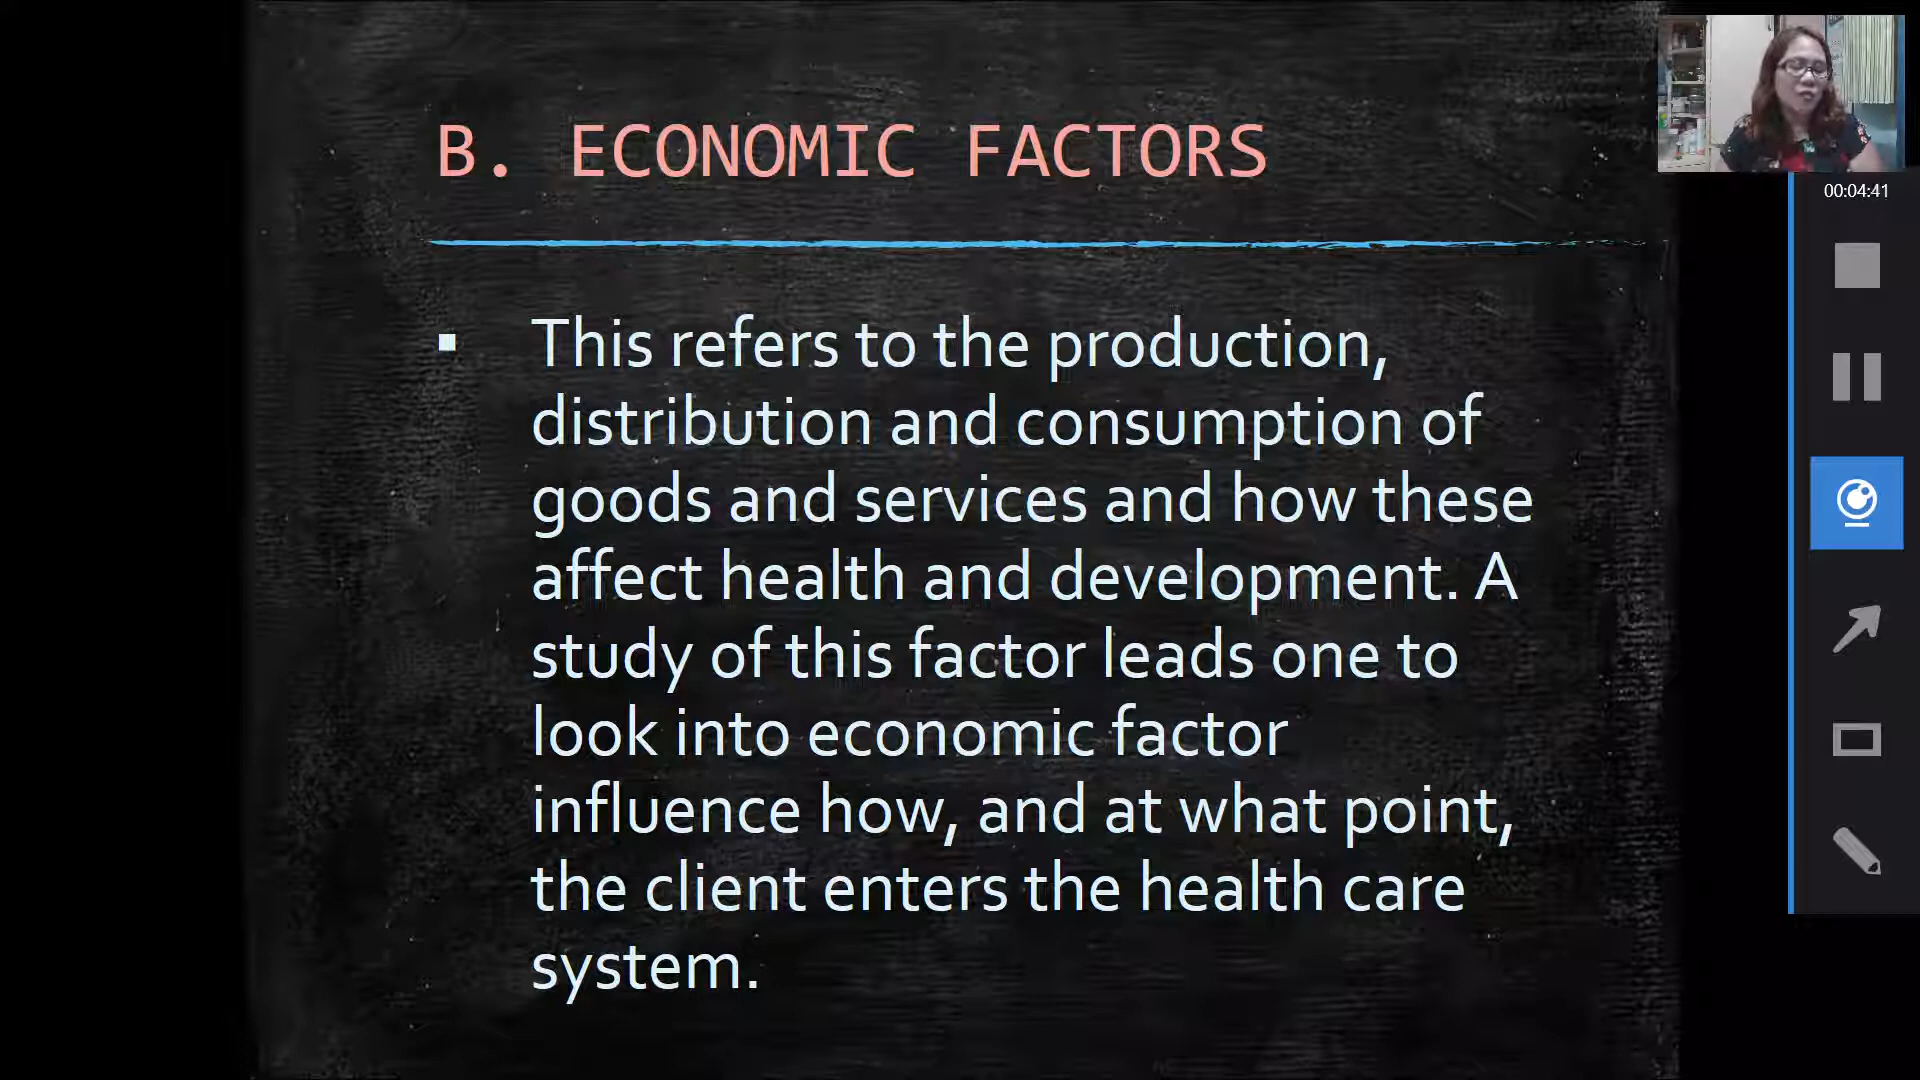 B. ECONOMIC FACTORS
00:04:41
▪ This refers to the production,
distribution and consumption of
goods and services and how these
affect health and development. A
study of this factor leads one to
look into economic factor
influence how, and at what point,
the client enters the health care
system.